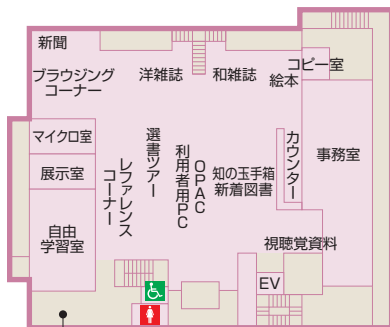 新聞
ブラウジング
コーナー
洋雑誌
和雑誌
コピー室
絵本
マイクロ室
展示室
自由
学習室
レファレンス
コーナー
選書ツアー
利用者用PC
OPAC
知の玉手箱
新着図書
カウンター
事務室
視聴覚資料
EV